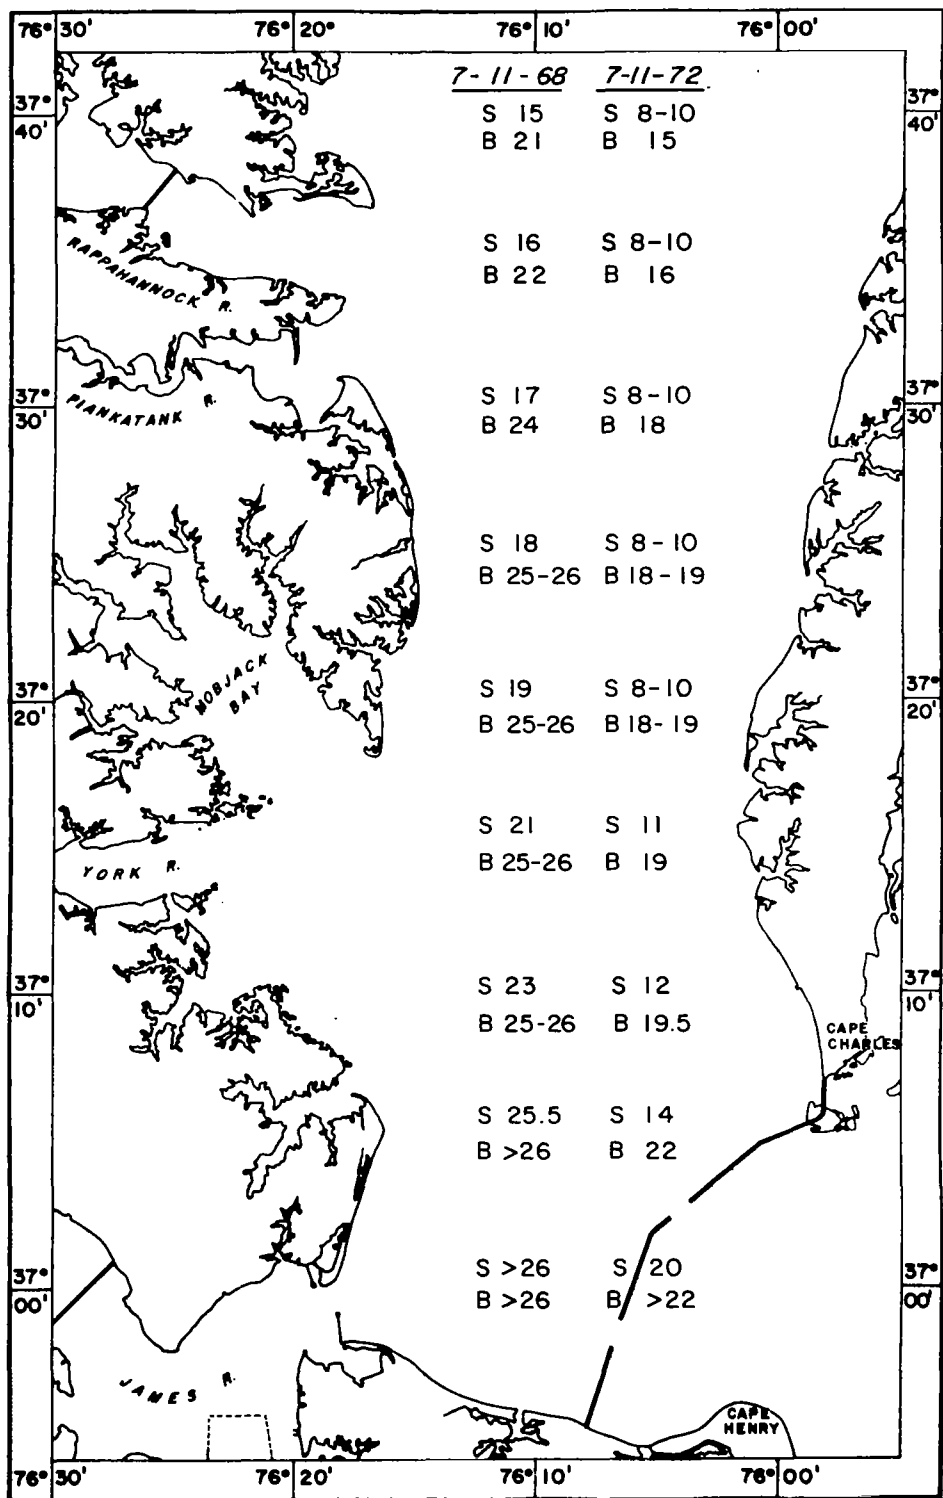 76° 30' 76° 20' 76° 10' 76° 00'
7-11-68 7-11-72
37° 40' S 15 S 8-10 37° 40'
B 21 B 15
S 16 S 8-10
B 22 B 16
RAPPAHANNOCK R.
37° 30' S 17 S 8-10 37° 30'
B 24 B 18
PIANKATANK R.
S 18 S 8-10
B 25-26 B 18-19
MOBJACK
BAY
37° 20' S 19 S 8-10 37° 20'
B 25-26 B 18-19
S 21 S 11
B 25-26 B 19
YORK R.
37° 10' S 23 S 12 37° 10'
B 25-26 B 19.5
CAPE
CHARLES
S 25.5 S 14
B >26 B 22
37° 00' S >26 S 20 37° 00'
B >26 B >22
JAMES R.
CAPE
HENRY
76° 30' 76° 20' 76° 10' 76° 00'